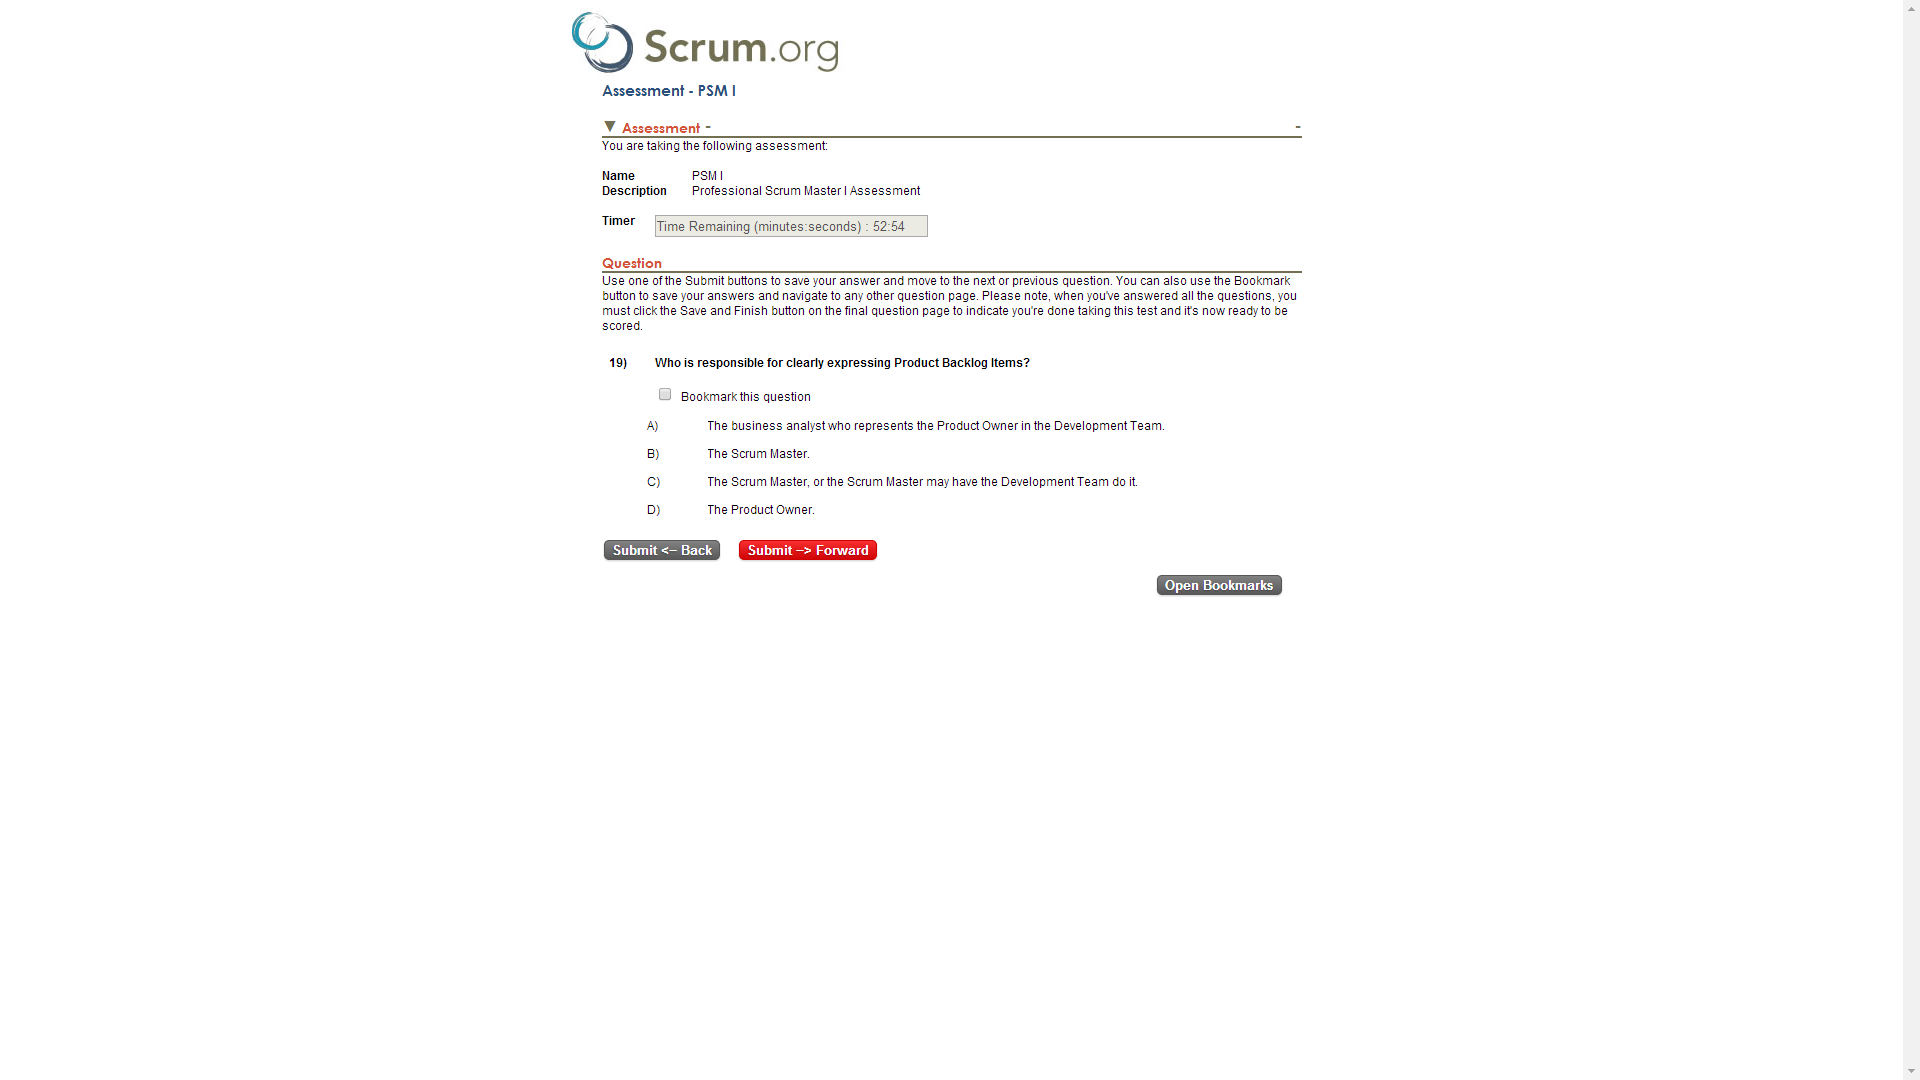 Scrum.org
Assessment - PSM I
▼ Assessment - -
You are taking the following assessment:
Name PSM I
Description Professional Scrum Master I Assessment
Timer Time Remaining (minutes:seconds) : 52:54
Question
Use one of the Submit buttons to save your answer and move to the next or previous question. You can also use the Bookmark
button to save your answers and navigate to any other question page. Please note, when you've answered all the questions, you
must click the Save and Finish button on the final question page to indicate you're done taking this test and it's now ready to be
scored.
19) Who is responsible for clearly expressing Product Backlog Items?
Bookmark this question
A) The business analyst who represents the Product Owner in the Development Team.
B) The Scrum Master.
C) The Scrum Master, or the Scrum Master may have the Development Team do it.
D) The Product Owner.
Submit <-- Back Submit --> Forward
Open Bookmarks